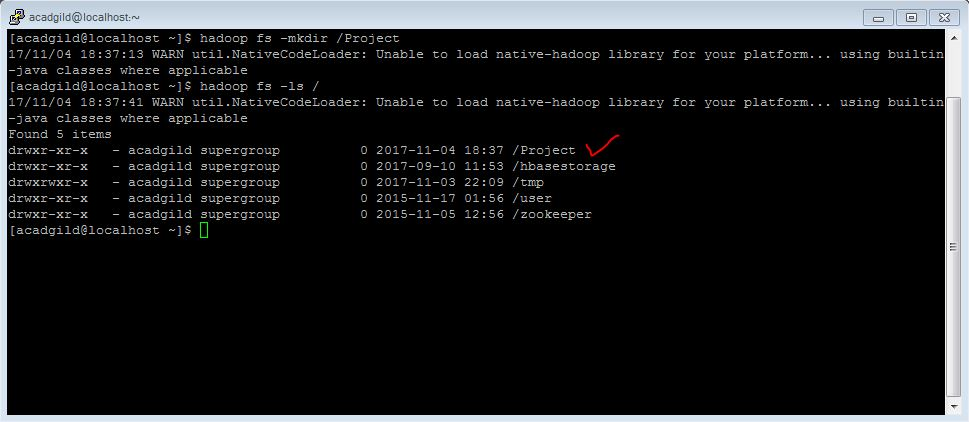 acadgild@localhost:~
[acadgild@localhost ~]$ hadoop fs -mkdir /Project
17/11/04 18:37:13 WARN util.NativeCodeLoader: Unable to load native-hadoop library for your platform... using builtin
-java classes where applicable
[acadgild@localhost ~]$ hadoop fs -ls /
17/11/04 18:37:41 WARN util.NativeCodeLoader: Unable to load native-hadoop library for your platform... using builtin
-java classes where applicable
Found 5 items
drwxr-xr-x   - acadgild supergroup          0 2017-11-04 18:37 /Project
drwxr-xr-x   - acadgild supergroup          0 2017-09-10 11:53 /hbasestorage
drwxrwxr-x   - acadgild supergroup          0 2017-11-03 22:09 /tmp
drwxr-xr-x   - acadgild supergroup          0 2015-11-17 01:56 /user
drwxr-xr-x   - acadgild supergroup          0 2015-11-05 12:56 /zookeeper
[acadgild@localhost ~]$